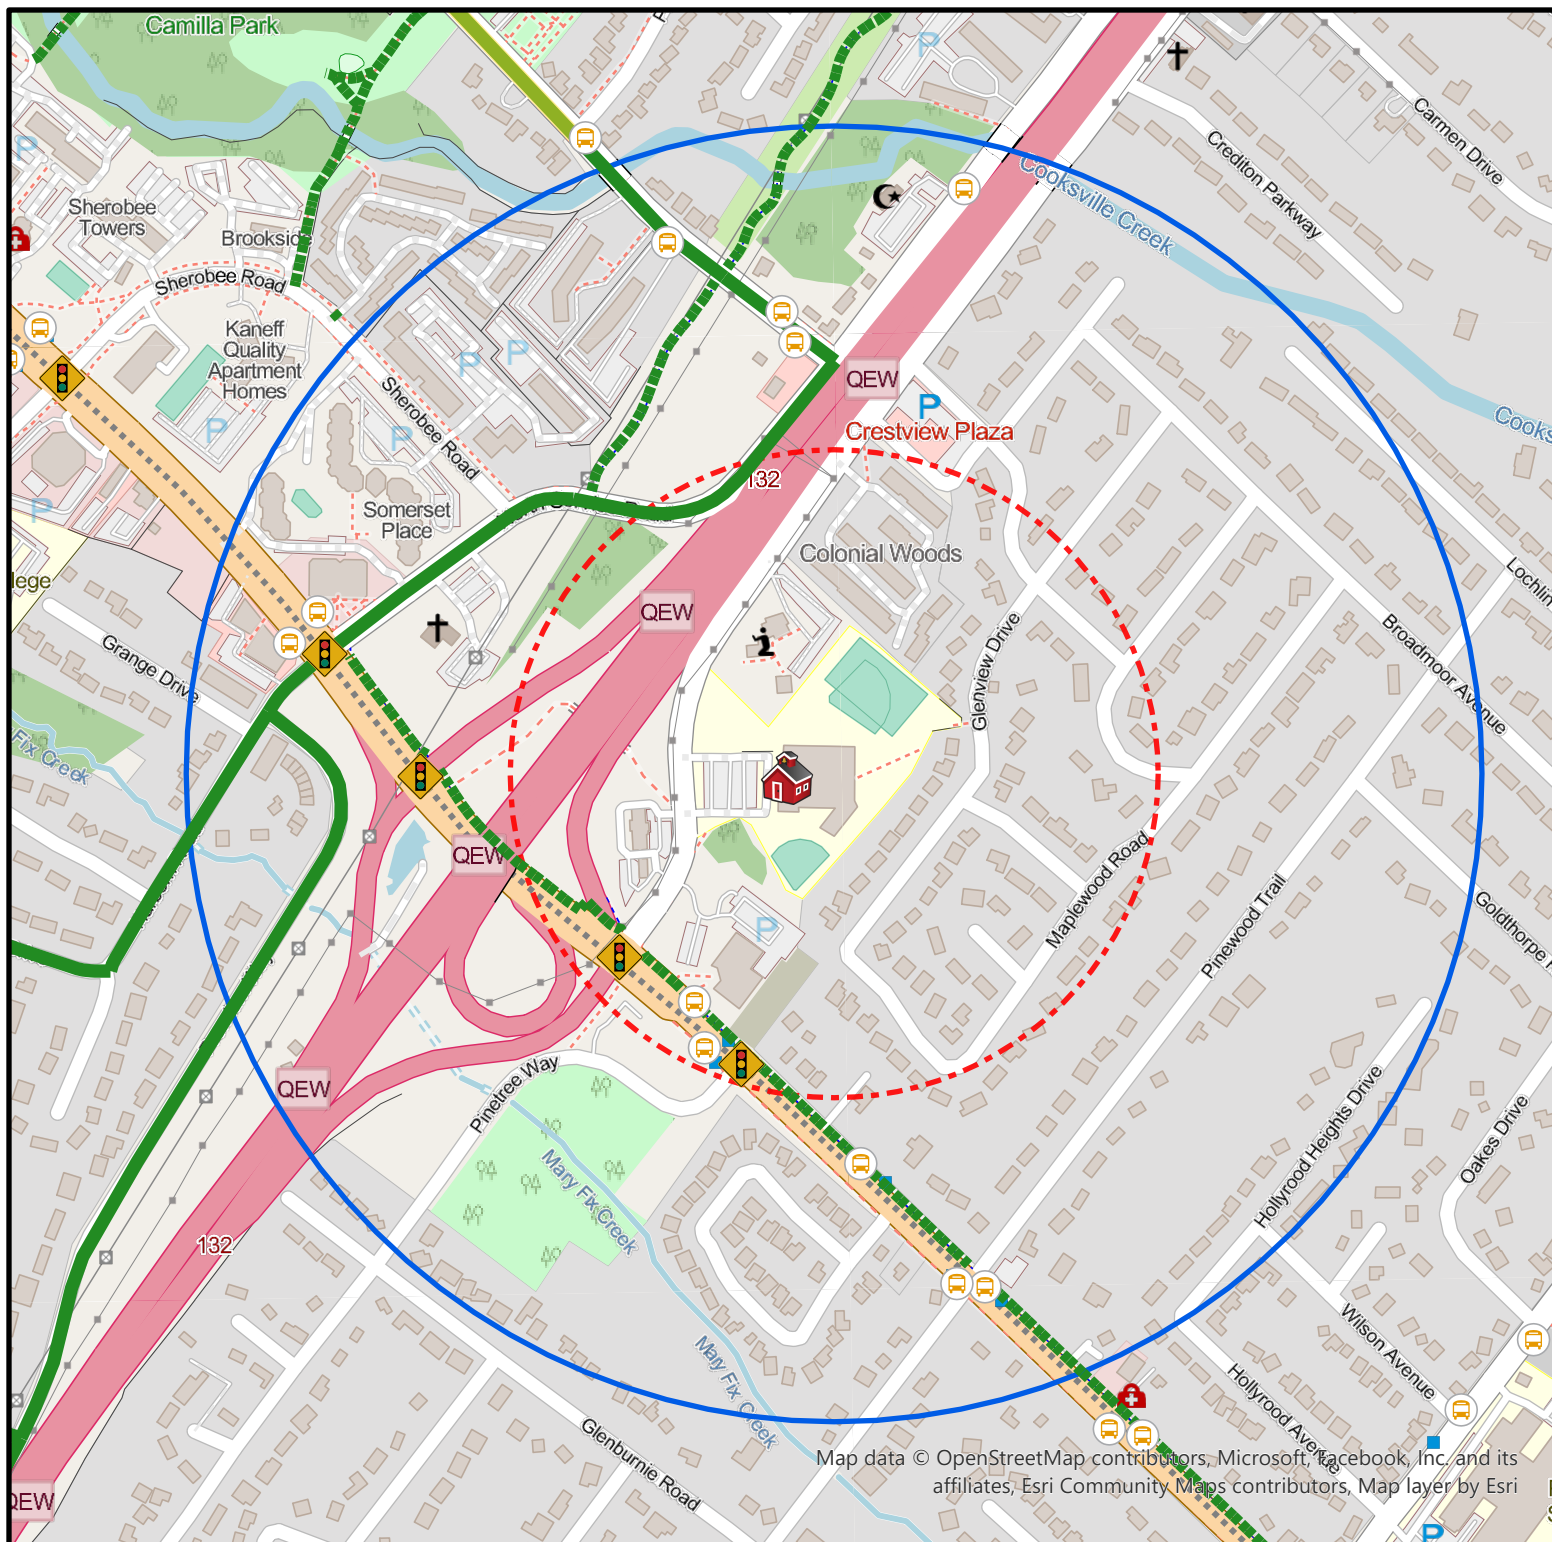 Camilla Park
P
P
Carmen Drive
Crediton Parkway
Cooksville Creek
Sherobee
Towers
Brookside
Sherobee Road
Kaneff
Quality
Apartment
Homes
P
P
P
P
Sherobee Road
QEW
P
Crestview Plaza
Cooks
P
132
Somerset
Place
Colonial Woods
Lochlin
lege
QEW
Glenview Drive
Broadmoor Avenue
Grange Drive
Fix Creek
QEW
Maplewood Road
Pinewood Trail
Goldthorpe R
P
QEW
Pinetree Way
Mary Fix Creek
Hollyrood Heights Drive
Oakes Drive
132
Mary Fix Creek
Wilson Avenue
Hollyrood Avenue
Glenburnie Road
Map data © OpenStreetMap contributors, Microsoft, Facebook, Inc. and its
affiliates, Esri Community Maps contributors, Map layer by Esri
QEW
P